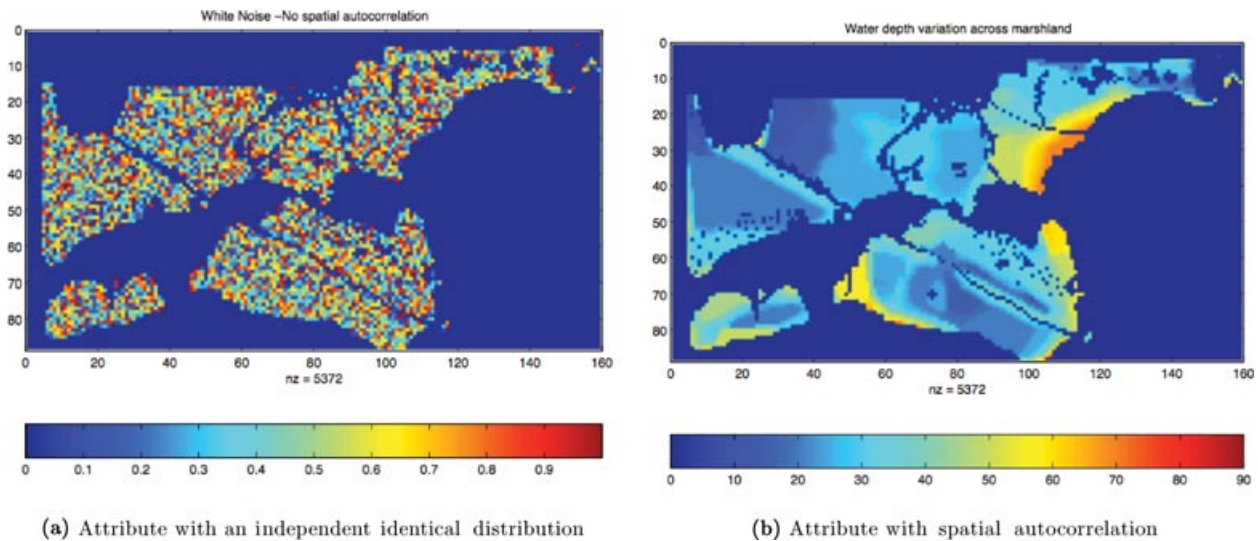 White Noise –No spatial autocorrelation
0
10
20
30
40
50
60
70
80
0 20 40 60 80 100 120 140 160
nz = 5372
0 0.1 0.2 0.3 0.4 0.5 0.6 0.7 0.8 0.9
(a) Attribute with an independent identical distribution
Water depth variation across marshland
0
10
20
30
40
50
60
70
80
0 20 40 60 80 100 120 140 160
nz = 5372
0 10 20 30 40 50 60 70 80 90
(b) Attribute with spatial autocorrelation